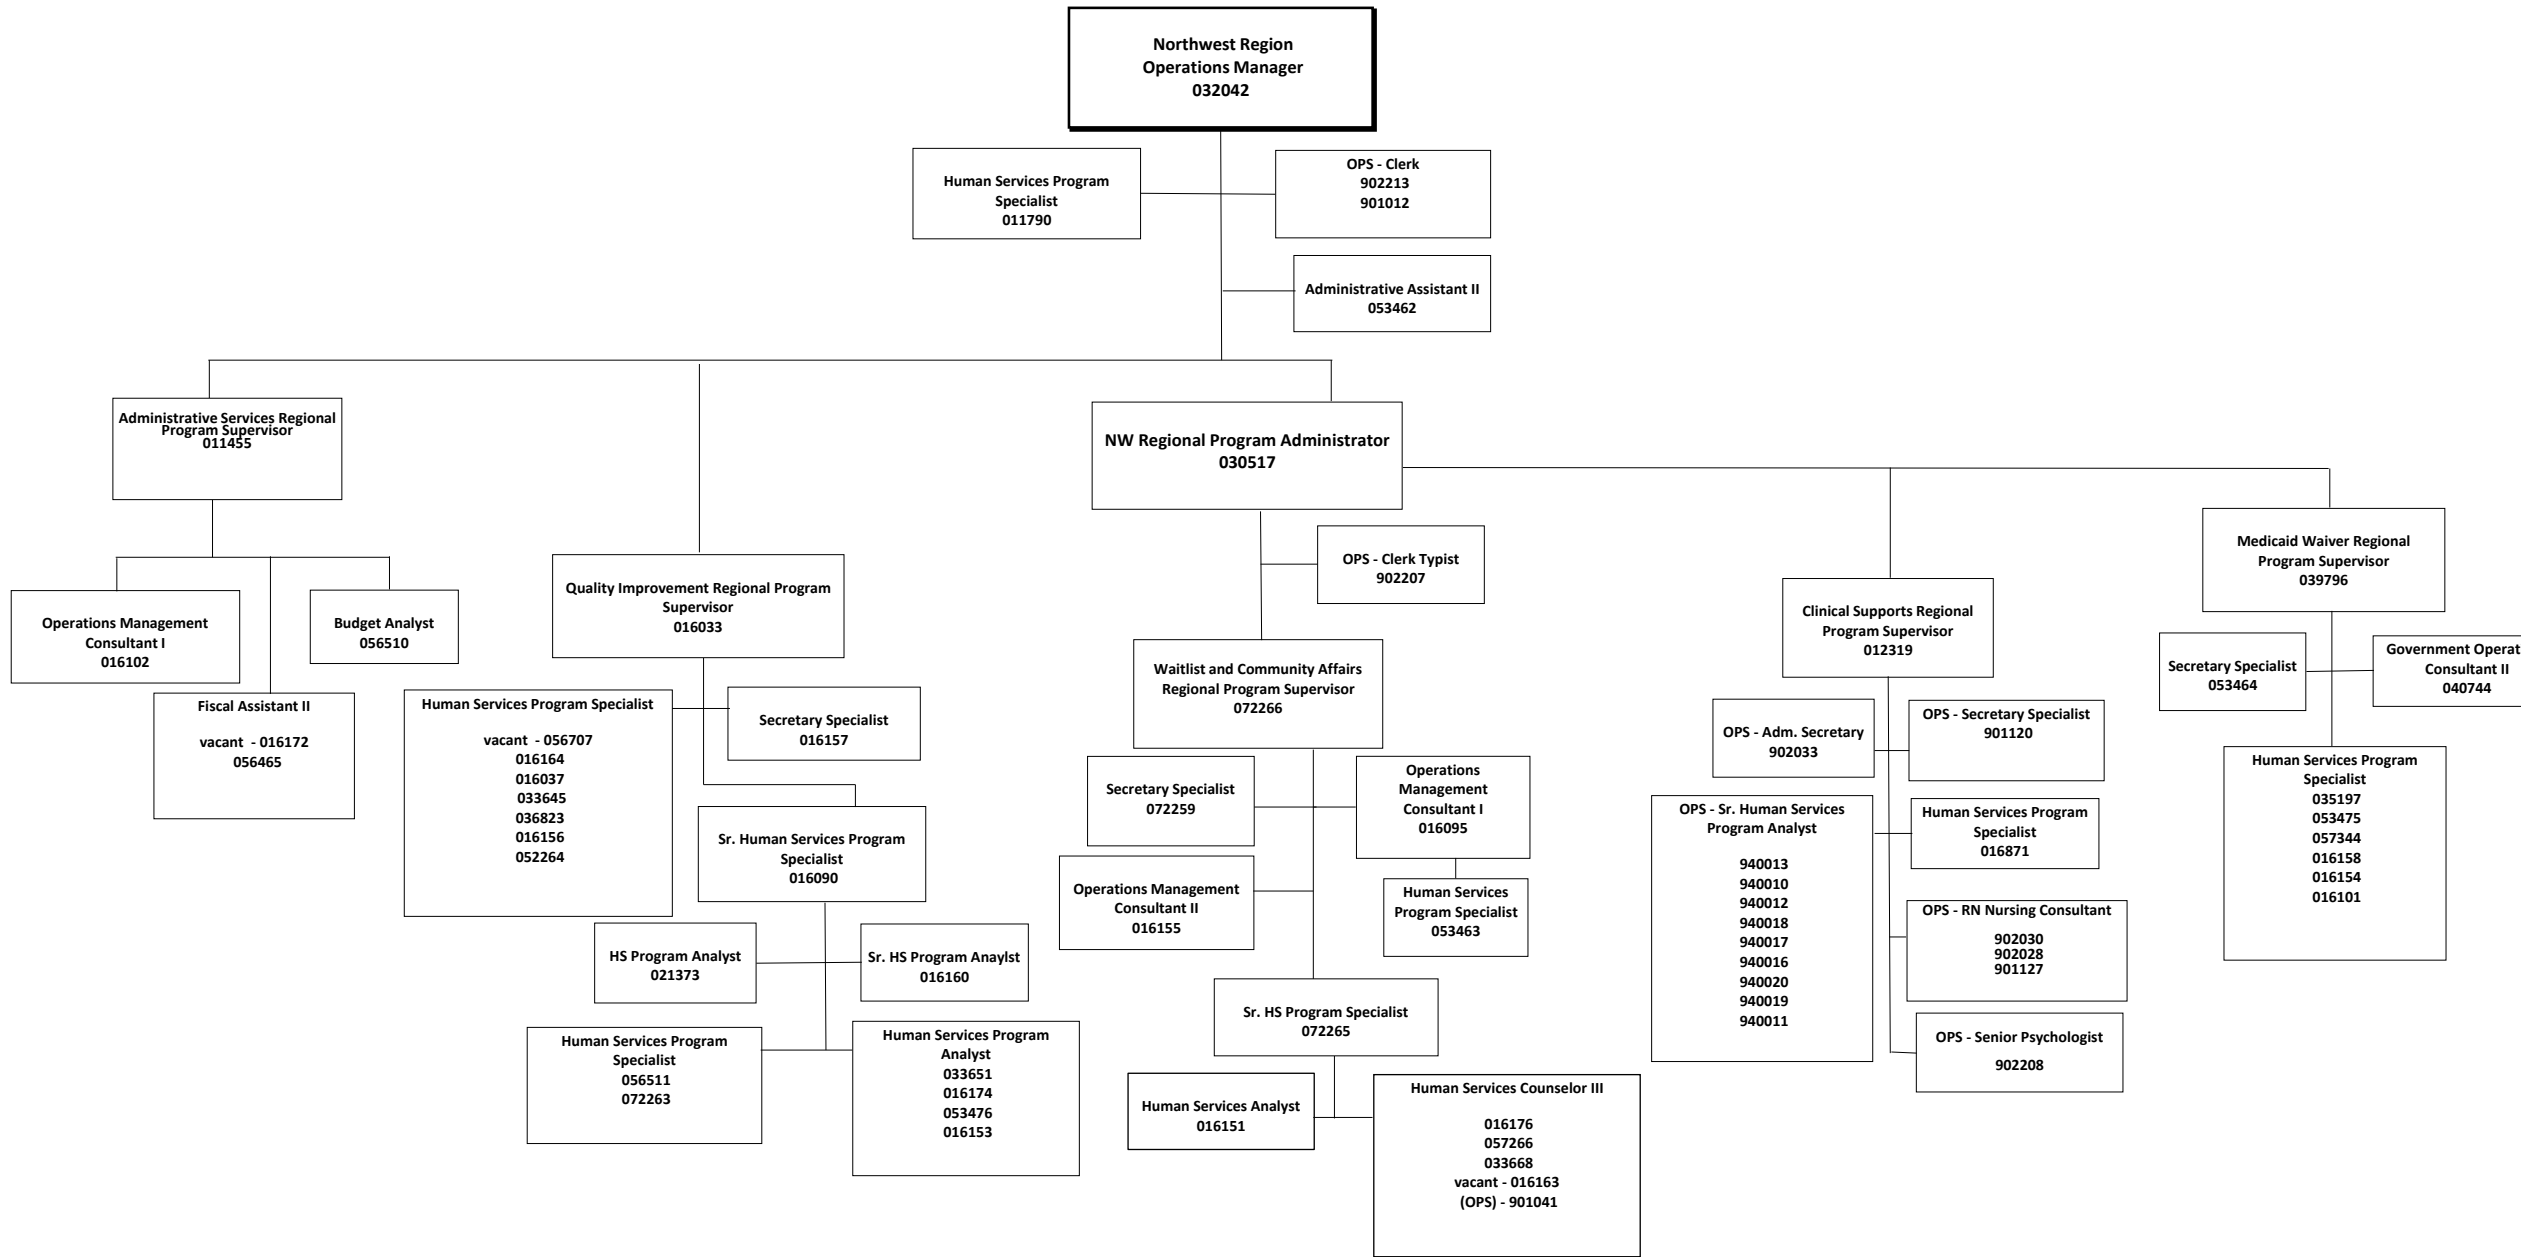 Northwest Region
Operations Manager
032042
Human Services Program
Specialist
011790
OPS - Clerk
902213
901012
Administrative Assistant II
053462
Administrative Services Regional
Program Supervisor
011455
NW Regional Program Administrator
030517
Operations Management
Consultant I
016102
Budget Analyst
056510
Fiscal Assistant II
vacant - 016172
056465
Quality Improvement Regional Program
Supervisor
016033
Human Services Program Specialist
vacant - 056707
016164
016037
033645
036823
016156
052264
Secretary Specialist
016157
Sr. Human Services Program
Specialist
016090
HS Program Analyst
021373
Sr. HS Program Anaylst
016160
Human Services Program
Specialist
056511
072263
Human Services Program
Analyst
033651
016174
053476
016153
OPS - Clerk Typist
902207
Waitlist and Community Affairs
Regional Program Supervisor
072266
Secretary Specialist
072259
Operations
Management
Consultant I
016095
Operations Management
Consultant II
016155
Human Services
Program Specialist
053463
Sr. HS Program Specialist
072265
Human Services Analyst
016151
Human Services Counselor III
016176
057266
033668
vacant - 016163
(OPS) - 901041
Clinical Supports Regional
Program Supervisor
012319
OPS - Adm. Secretary
902033
OPS - Secretary Specialist
901120
OPS - Sr. Human Services
Program Analyst
940013
940010
940012
940018
940017
940016
940020
940019
940011
Human Services Program
Specialist
016871
OPS - RN Nursing Consultant
902030
902028
901127
OPS - Senior Psychologist
902208
Medicaid Waiver Regional
Program Supervisor
039796
Secretary Specialist
053464
Government Operat
Consultant II
040744
Human Services Program
Specialist
035197
053475
057344
016158
016154
016101